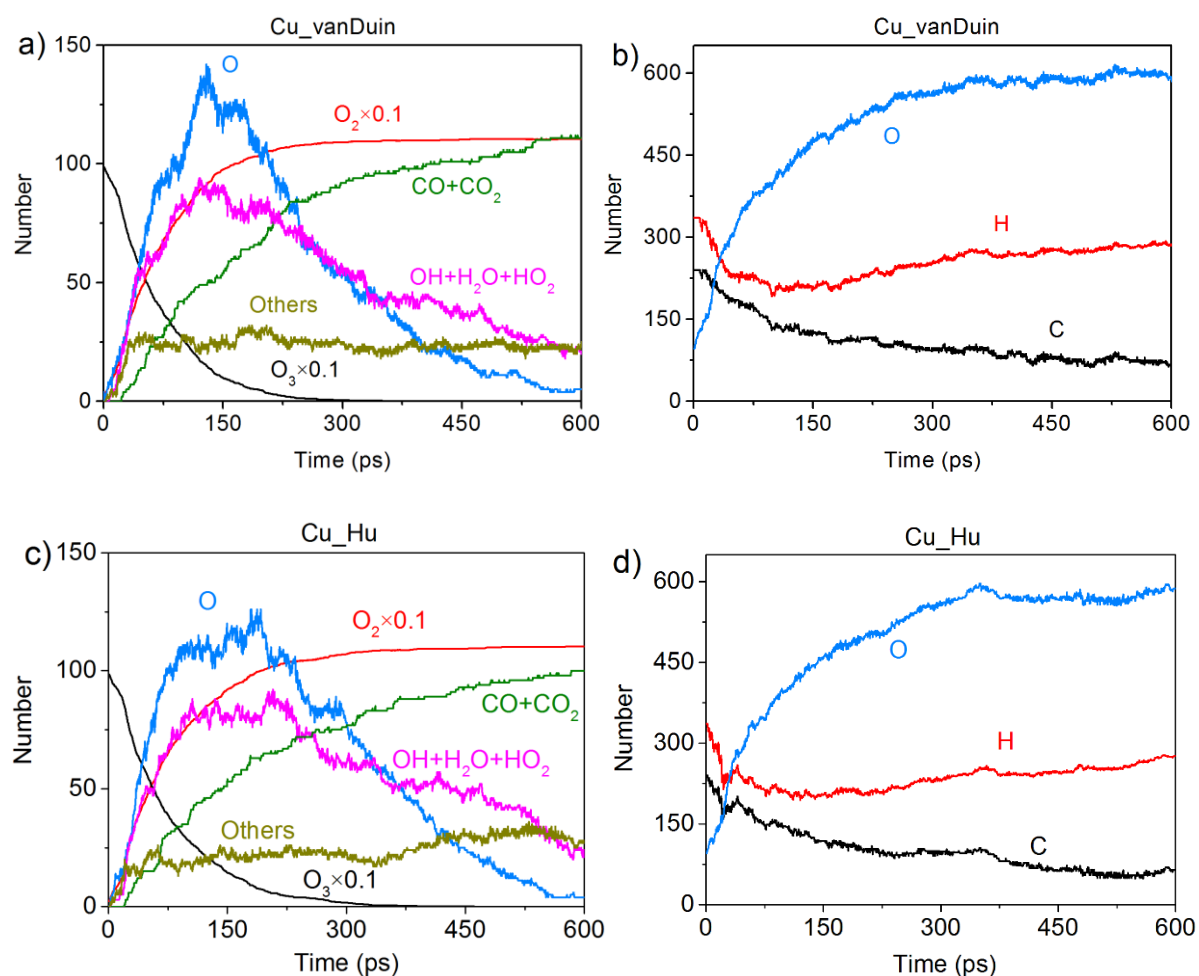 a)
Cu_vanDuin
Number
150
100
50
0
O
O₂×0.1
CO+CO₂
OH+H₂O+HO₂
Others
O₃×0.1
0 150 300 450 600
Time (ps)
b)
Cu_vanDuin
Number
600
450
300
150
0
O
H
C
0 150 300 450 600
Time (ps)
c)
Cu_Hu
Number
150
100
50
0
O
O₂×0.1
CO+CO₂
OH+H₂O+HO₂
Others
O₃×0.1
0 150 300 450 600
Time (ps)
d)
Cu_Hu
Number
600
450
300
150
0
O
H
C
0 150 300 450 600
Time (ps)